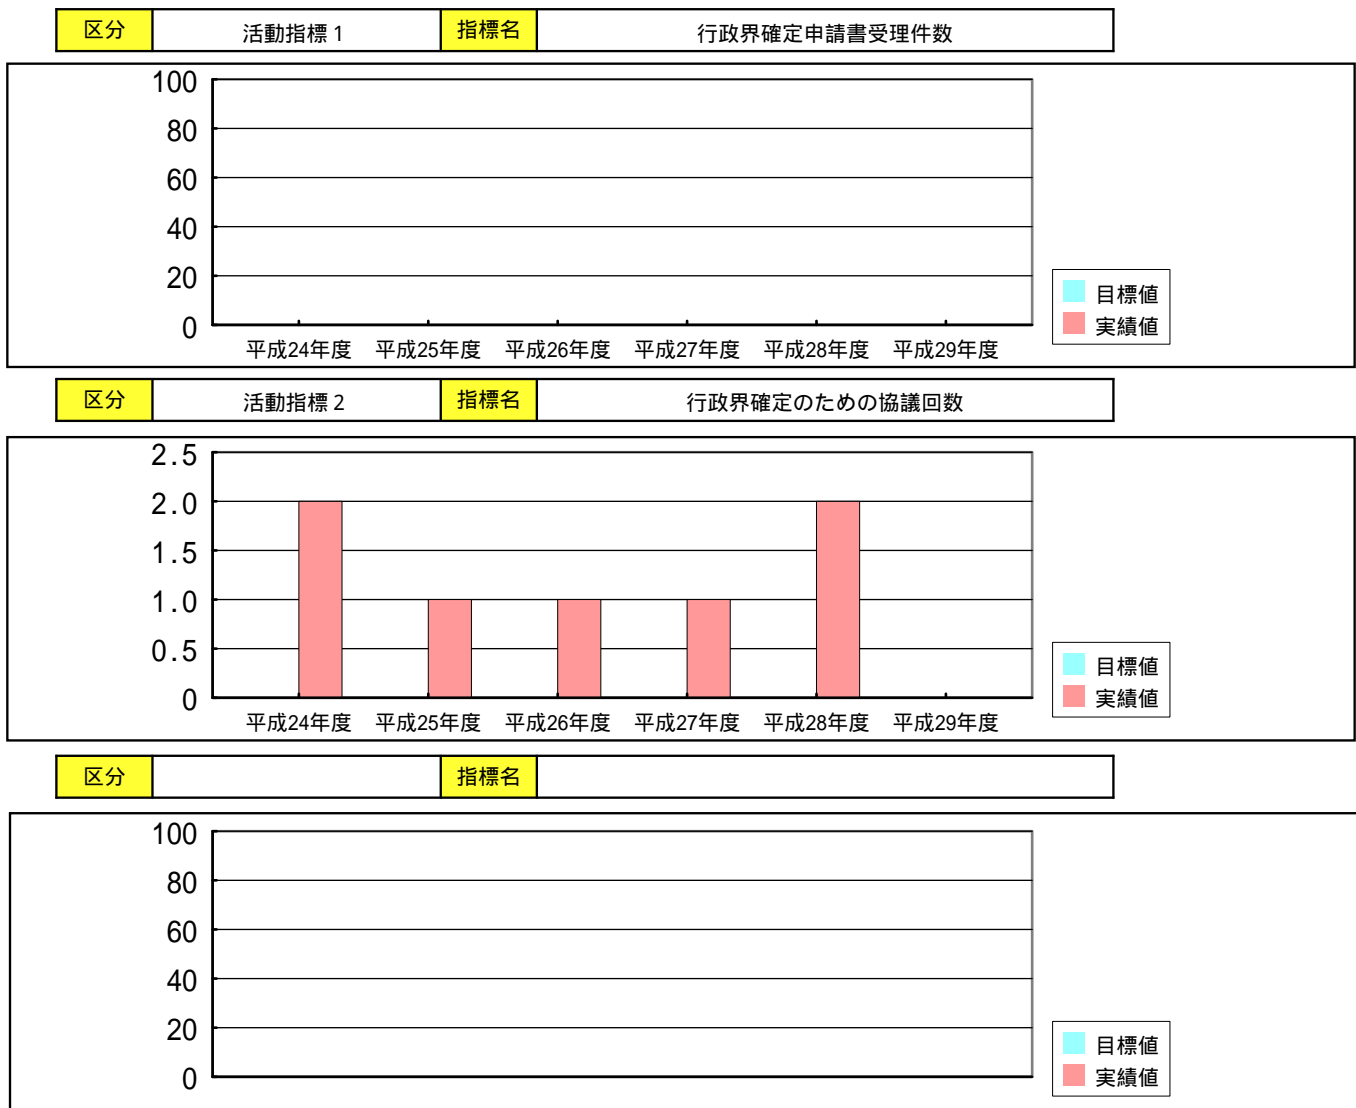 区分 活動指標1 指標名 行政界確定申請書受理件数
100
80
60
40
20
0
平成24年度 平成25年度 平成26年度 平成27年度 平成28年度 平成29年度
目標値
実績値
区分 活動指標2 指標名 行政界確定のための協議回数
2.5
2.0
1.5
1.0
0.5
0
平成24年度 平成25年度 平成26年度 平成27年度 平成28年度 平成29年度
目標値
実績値
区分 指標名
100
80
60
40
20
0
目標値
実績値